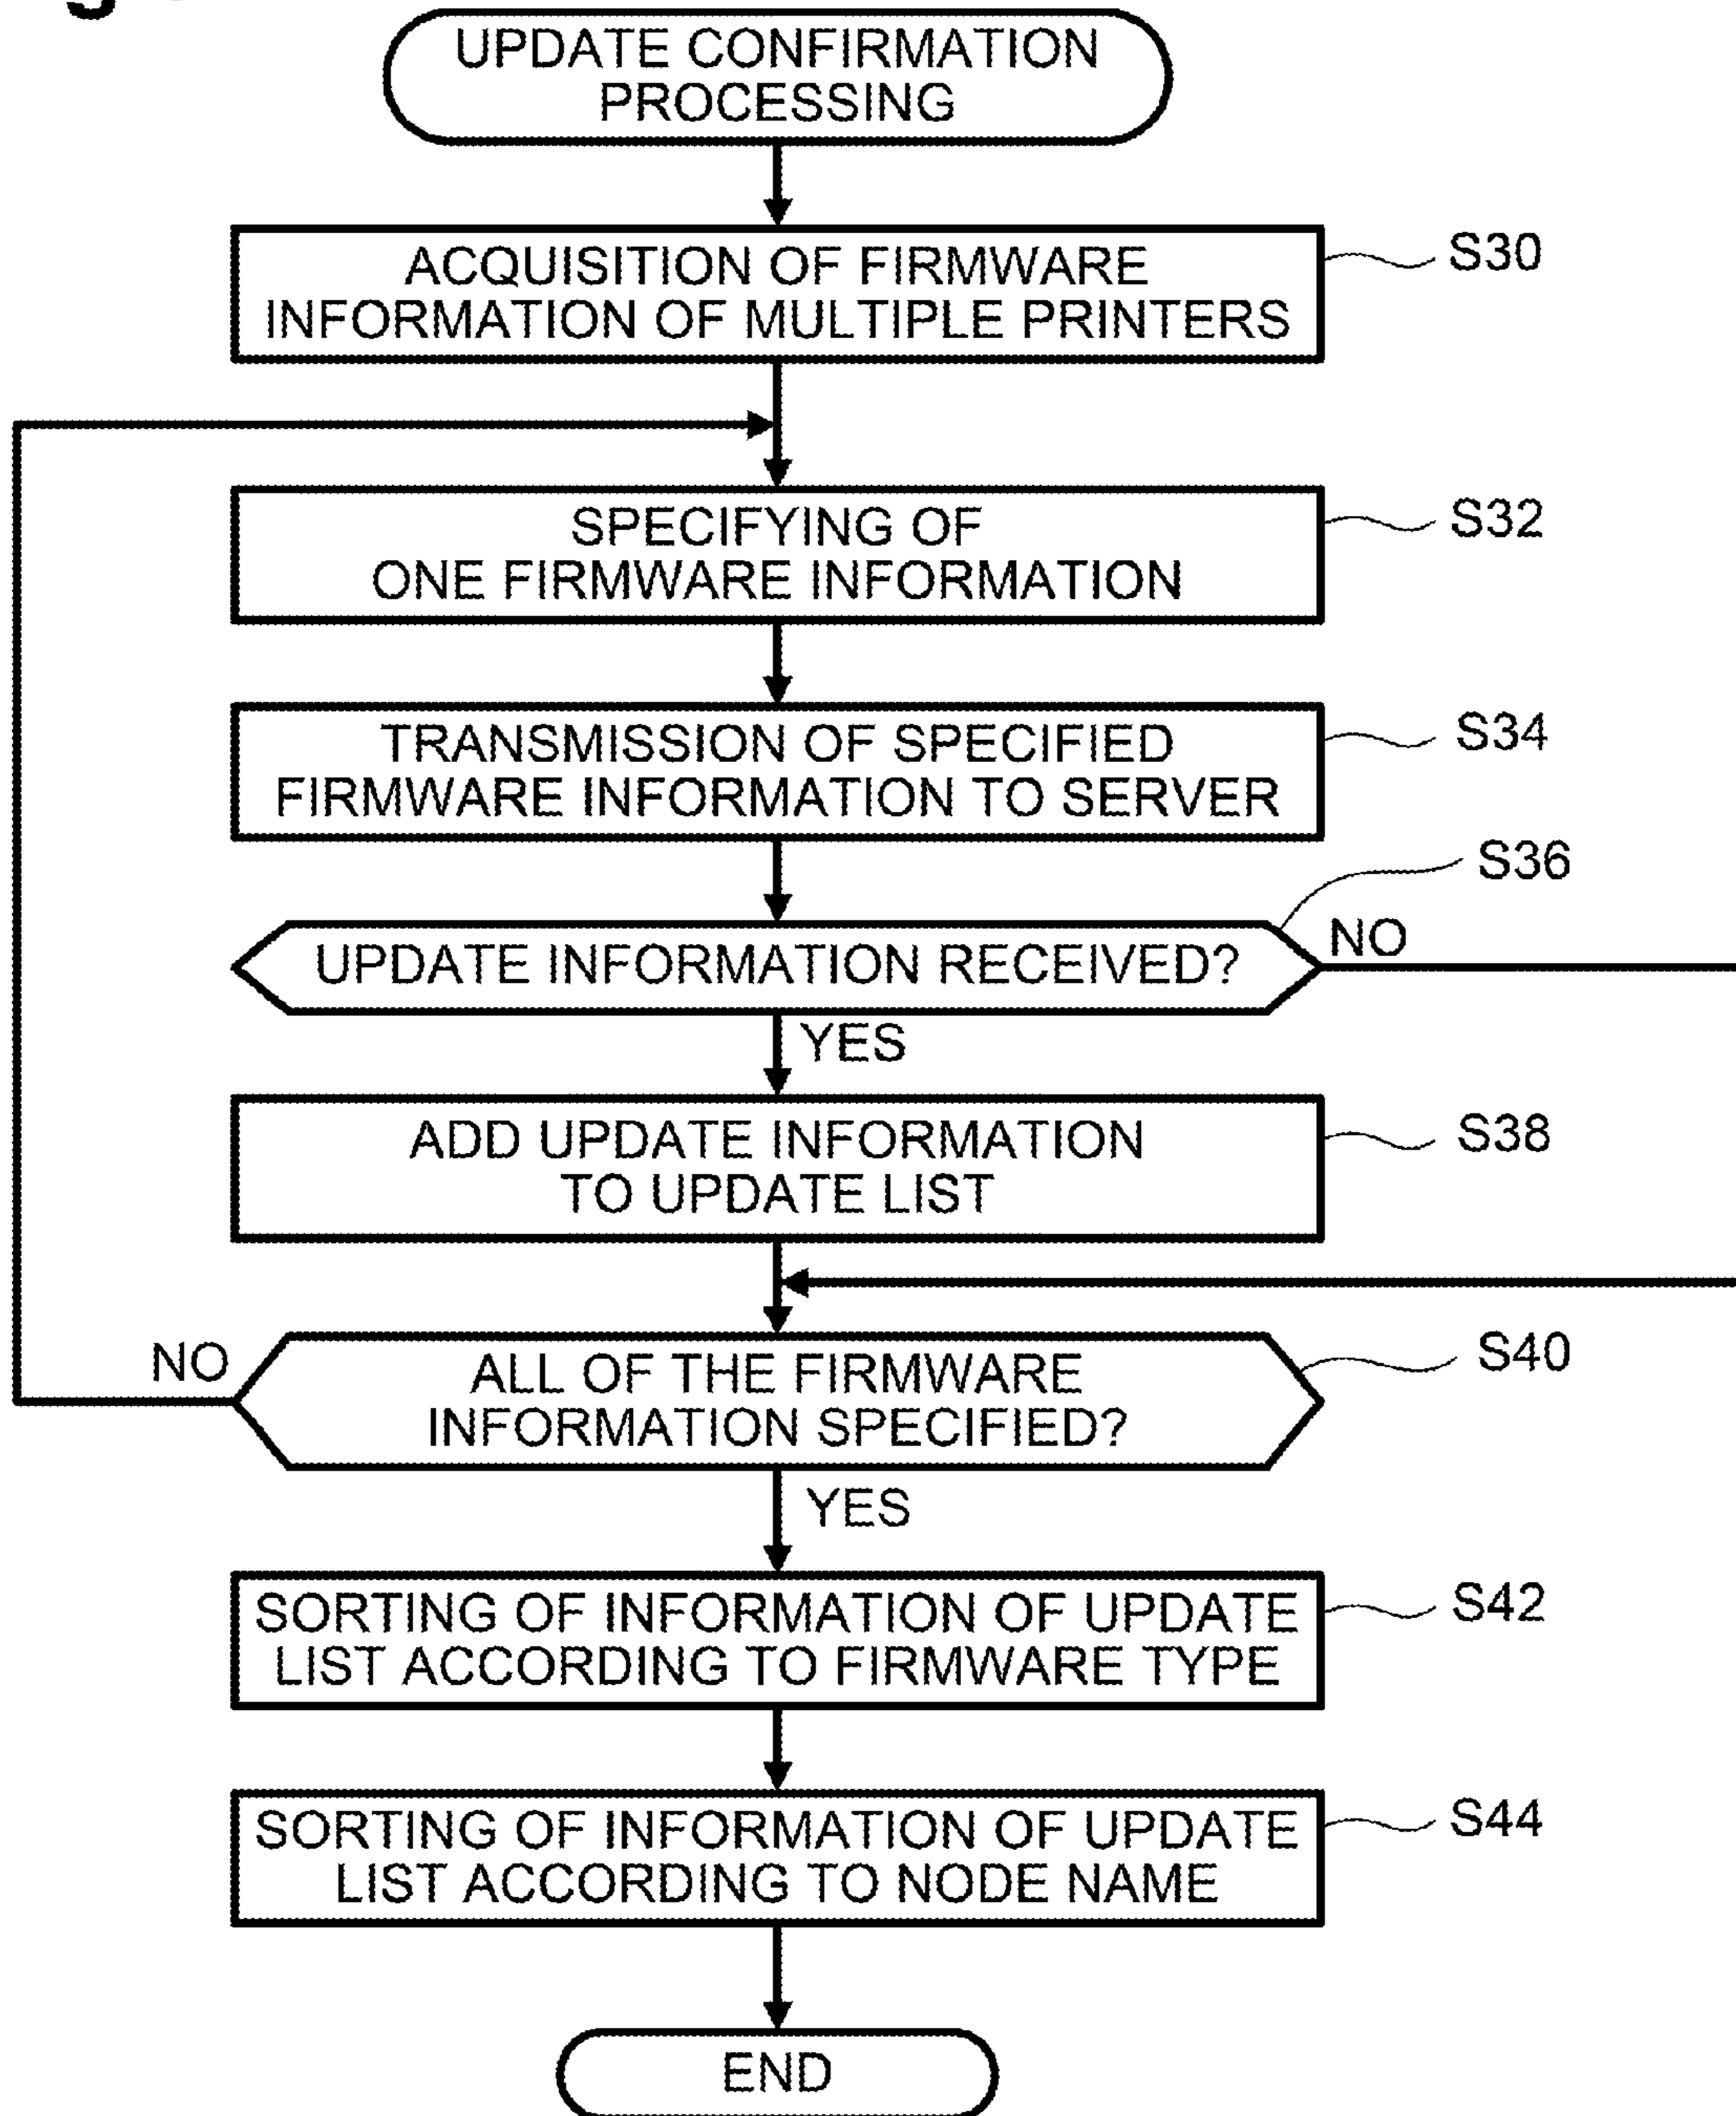 UPDATE CONFIRMATION
PROCESSING
ACQUISITION OF FIRMWARE
INFORMATION OF MULTIPLE PRINTERS
S30
SPECIFYING OF
ONE FIRMWARE INFORMATION
S32
TRANSMISSION OF SPECIFIED
FIRMWARE INFORMATION TO SERVER
S34
S36
UPDATE INFORMATION RECEIVED?
NO
YES
ADD UPDATE INFORMATION
TO UPDATE LIST
S38
NO
ALL OF THE FIRMWARE
INFORMATION SPECIFIED?
S40
YES
SORTING OF INFORMATION OF UPDATE
LIST ACCORDING TO FIRMWARE TYPE
S42
SORTING OF INFORMATION OF UPDATE
LIST ACCORDING TO NODE NAME
S44
END